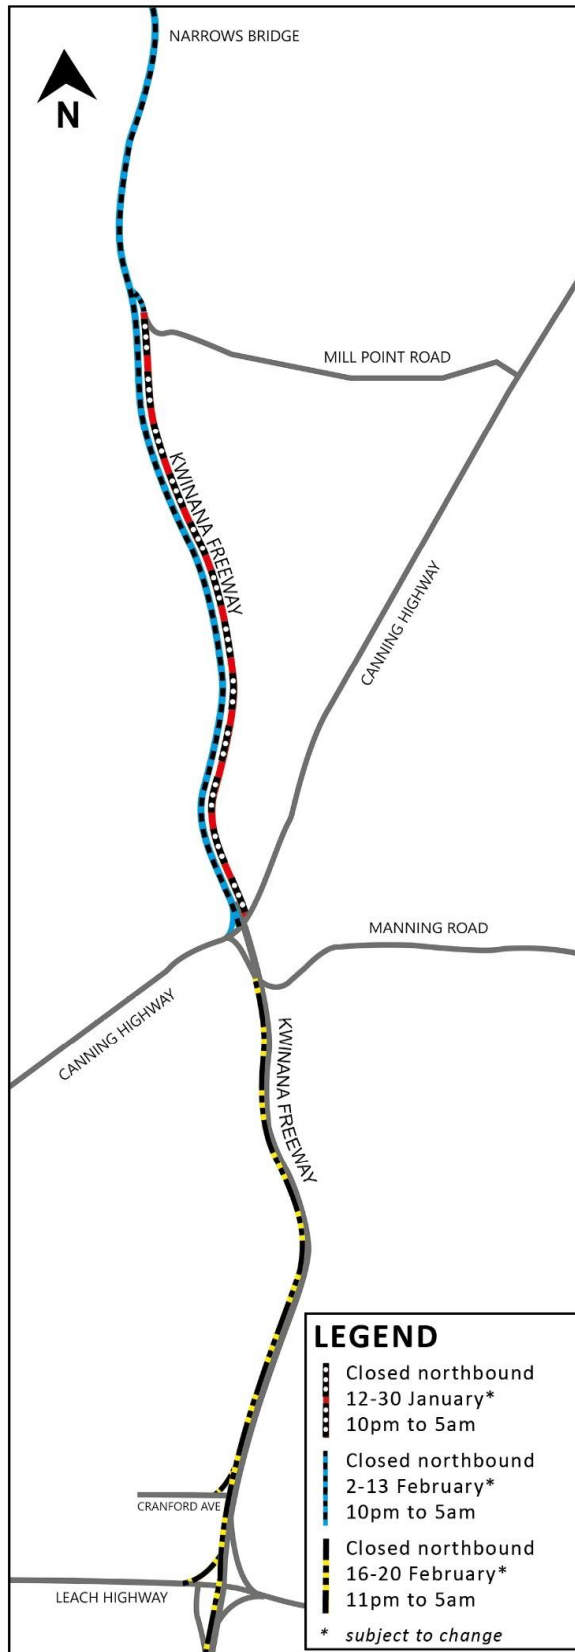 NARROWS BRIDGE
N
MILL POINT ROAD
KWINANA FREEWAY
CANNING HIGHWAY
MANNING ROAD
CANNING HIGHWAY
KWINANA FREEWAY
LEGEND
Closed northbound
12-30 January*
10pm to 5am
Closed northbound
2-13 February*
10pm to 5am
Closed northbound
16-20 February*
11pm to 5am
* subject to change
CRANFORD AVE
LEACH HIGHWAY